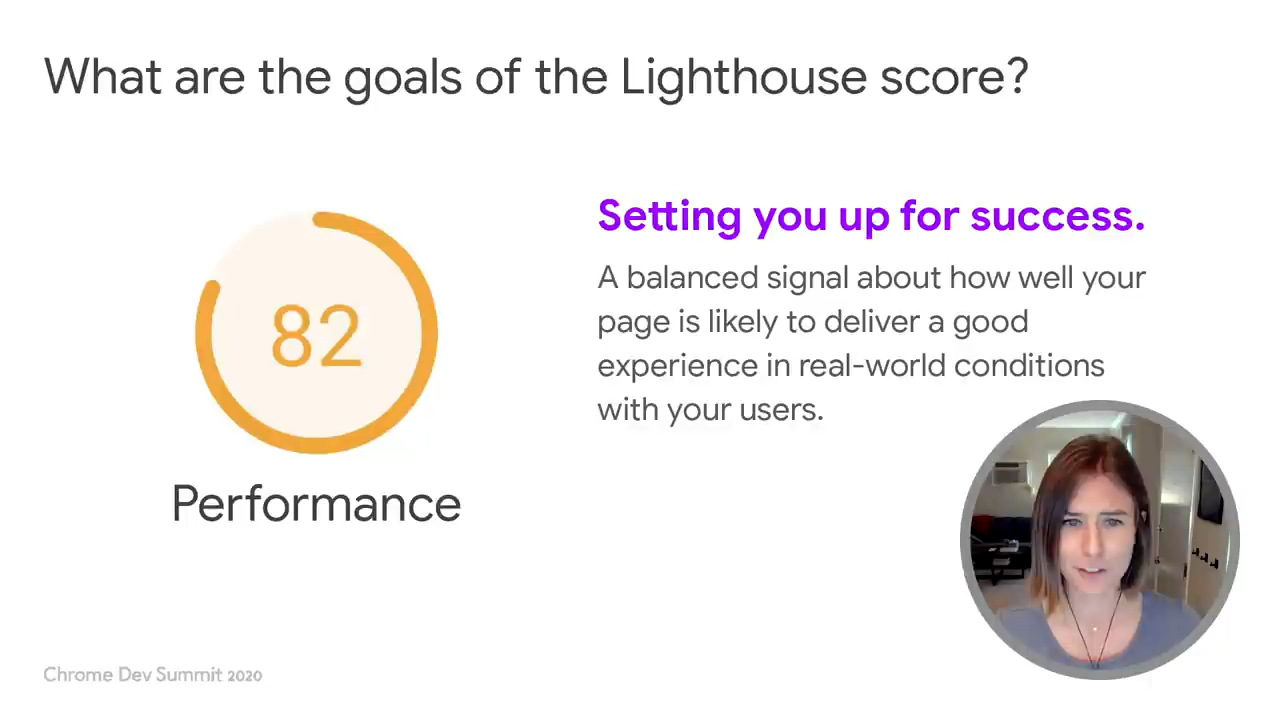 What are the goals of the Lighthouse score?
82
Performance
Setting you up for success.
A balanced signal about how well your
page is likely to deliver a good
experience in real-world conditions
with your users.
Chrome Dev Summit 2020